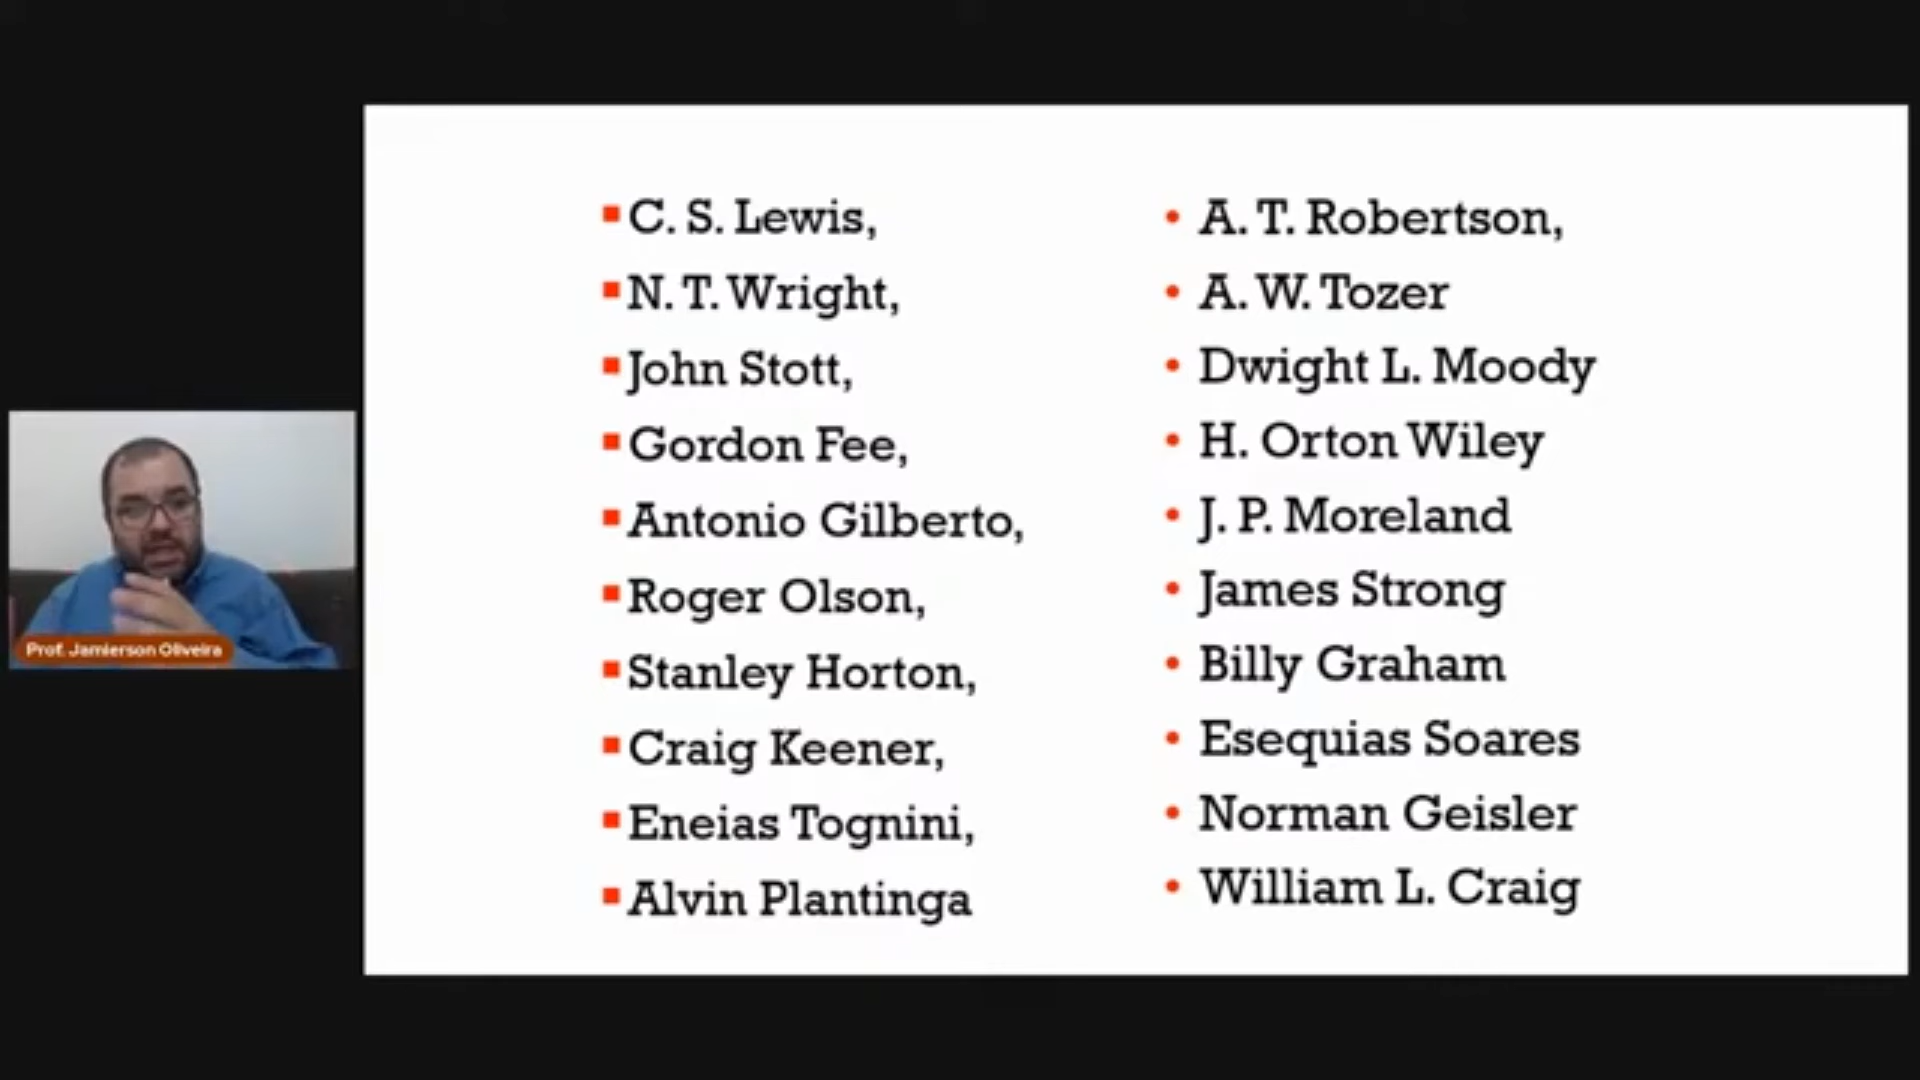 C. S. Lewis,
N. T. Wright,
John Stott,
Gordon Fee,
Antonio Gilberto,
Roger Olson,
Stanley Horton,
Craig Keener,
Eneias Tognini,
Alvin Plantinga
A. T. Robertson,
A. W. Tozer
Dwight L. Moody
H. Orton Wiley
J. P. Moreland
James Strong
Billy Graham
Esequias Soares
Norman Geisler
William L. Craig
Prof. Jamierson Oliveira